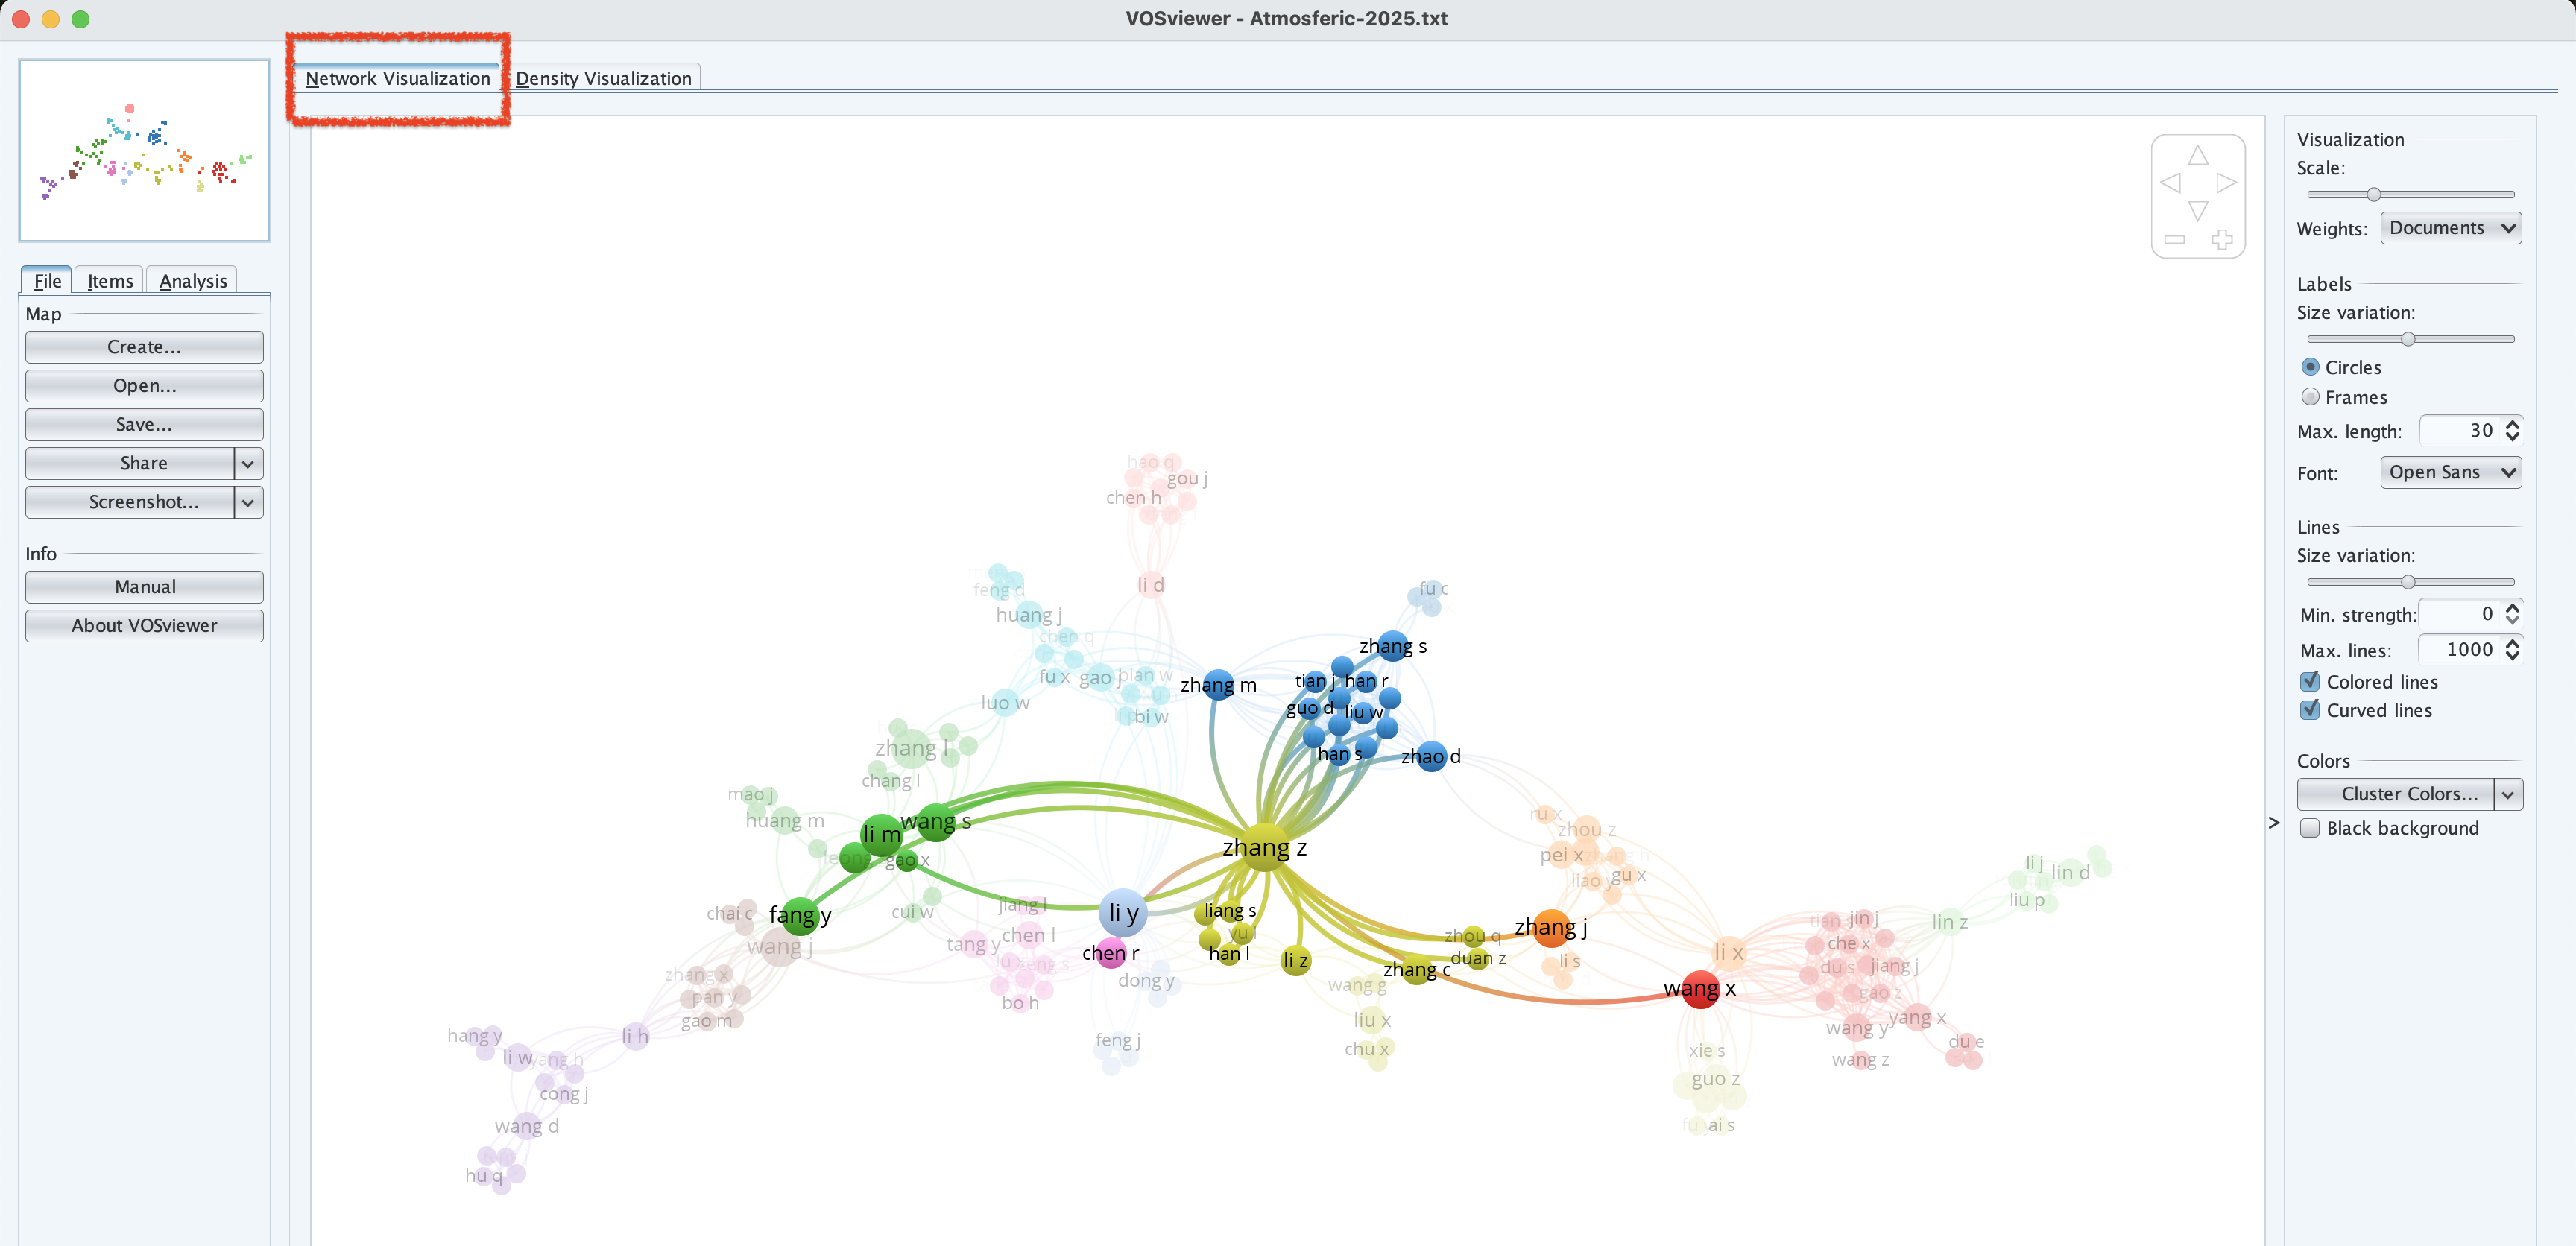 VOSviewer - Atmosferic-2025.txt
Network Visualization
Density Visualization
File
Items
Analysis
Map
Create...
Open...
Save...
Share
Screenshot...
Info
Manual
About VOSviewer
hao q
gou j
chen h
li d
feng d
huang j
chen q
fu x
gao j
bian w
luo w
bi w
zhang m
fu c
zhang s
tian j
han r
guo d
liu w
han s
zhao d
zhang l
chang l
mao j
huang m
li m
wang s
gao x
zhang z
fang y
chai c
wang j
cui w
jiang l
li y
chen l
tang y
chen r
bo h
dong y
feng j
liang s
yu l
han l
li z
zhou q
duan z
zhang c
zhang j
li s
ru x
zhou z
pei x
liao y
gu x
wang g
liu x
chu x
li x
wang x
xie s
guo z
ai s
tian
jin j
che x
du s
jiang j
gao z
wang y
yang x
wang z
du e
lin z
li j
lin d
liu p
zhang x
pan y
gao m
li h
hang y
li w
cong j
wang d
hu q
>
Visualization
Scale:
Weights: Documents
Labels
Size variation:
Circles
Frames
Max. length: 30
Font: Open Sans
Lines
Size variation:
Min. strength: 0
Max. lines: 1000
Colored lines
Curved lines
Colors
Cluster Colors...
Black background